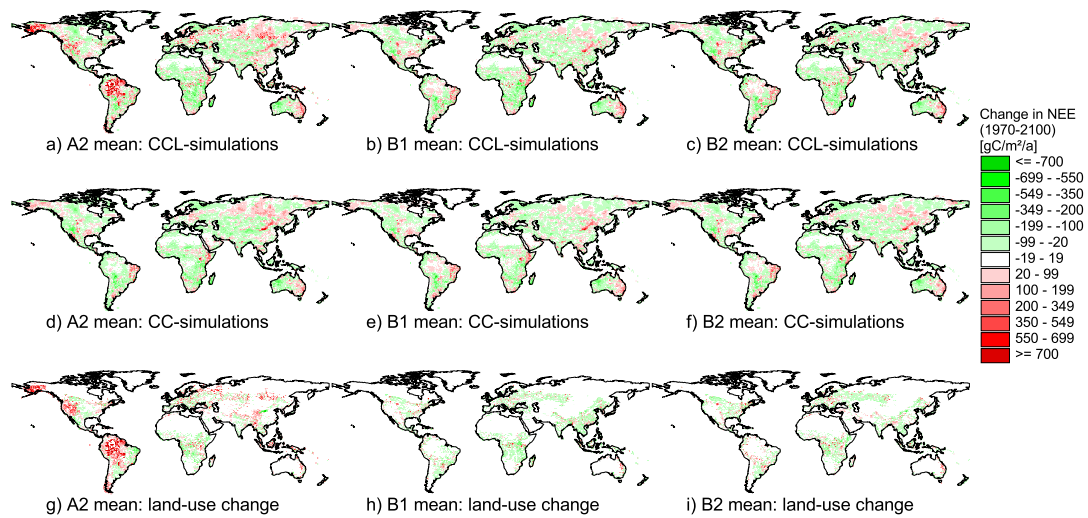 a) A2 mean: CCL-simulations
b) B1 mean: CCL-simulations
c) B2 mean: CCL-simulations
Change in NEE
(1970-2100)
[gC/m²/a]
<= -700
-699 - -550
-549 - -350
-349 - -200
-199 - -100
-99 - -20
-19 - 19
20 - 99
100 - 199
200 - 349
350 - 549
550 - 699
>= 700
d) A2 mean: CC-simulations
e) B1 mean: CC-simulations
f) B2 mean: CC-simulations
g) A2 mean: land-use change
h) B1 mean: land-use change
i) B2 mean: land-use change